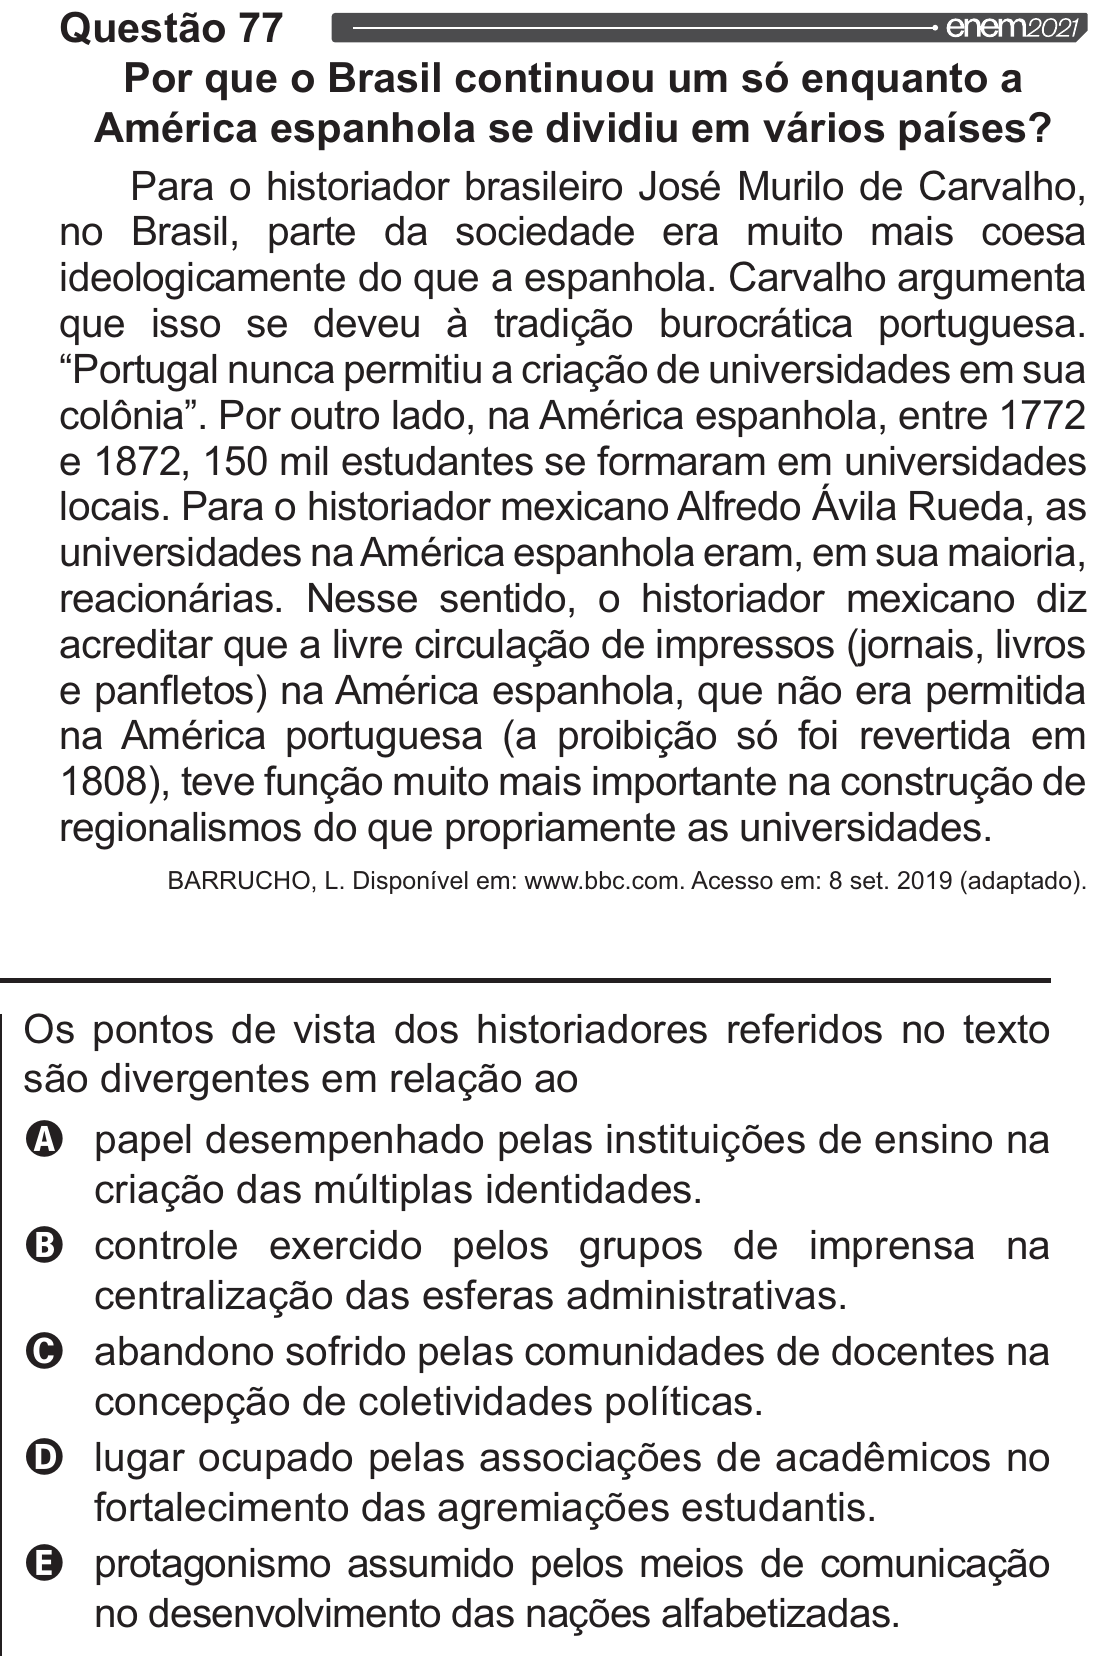 Questão 77
enem2021
Por que o Brasil continuou um só enquanto a
América espanhola se dividiu em vários países?
Para o historiador brasileiro José Murilo de Carvalho,
no Brasil, parte da sociedade era muito mais coesa
ideologicamente do que a espanhola. Carvalho argumenta
que isso se deveu à tradição burocrática portuguesa.
“Portugal nunca permitiu a criação de universidades em sua
colônia”. Por outro lado, na América espanhola, entre 1772
e 1872, 150 mil estudantes se formaram em universidades
locais. Para o historiador mexicano Alfredo Ávila Rueda, as
universidades na América espanhola eram, em sua maioria,
reacionárias. Nesse sentido, o historiador mexicano diz
acreditar que a livre circulação de impressos (jornais, livros
e panfletos) na América espanhola, que não era permitida
na América portuguesa (a proibição só foi revertida em
1808), teve função muito mais importante na construção de
regionalismos do que propriamente as universidades.
BARRUCHO, L. Disponível em: www.bbc.com. Acesso em: 8 set. 2019 (adaptado).
Os pontos de vista dos historiadores referidos no texto
são divergentes em relação ao
A papel desempenhado pelas instituições de ensino na
criação das múltiplas identidades.
B controle exercido pelos grupos de imprensa na
centralização das esferas administrativas.
C abandono sofrido pelas comunidades de docentes na
concepção de coletividades políticas.
D lugar ocupado pelas associações de acadêmicos no
fortalecimento das agremiações estudantis.
E protagonismo assumido pelos meios de comunicação
no desenvolvimento das nações alfabetizadas.